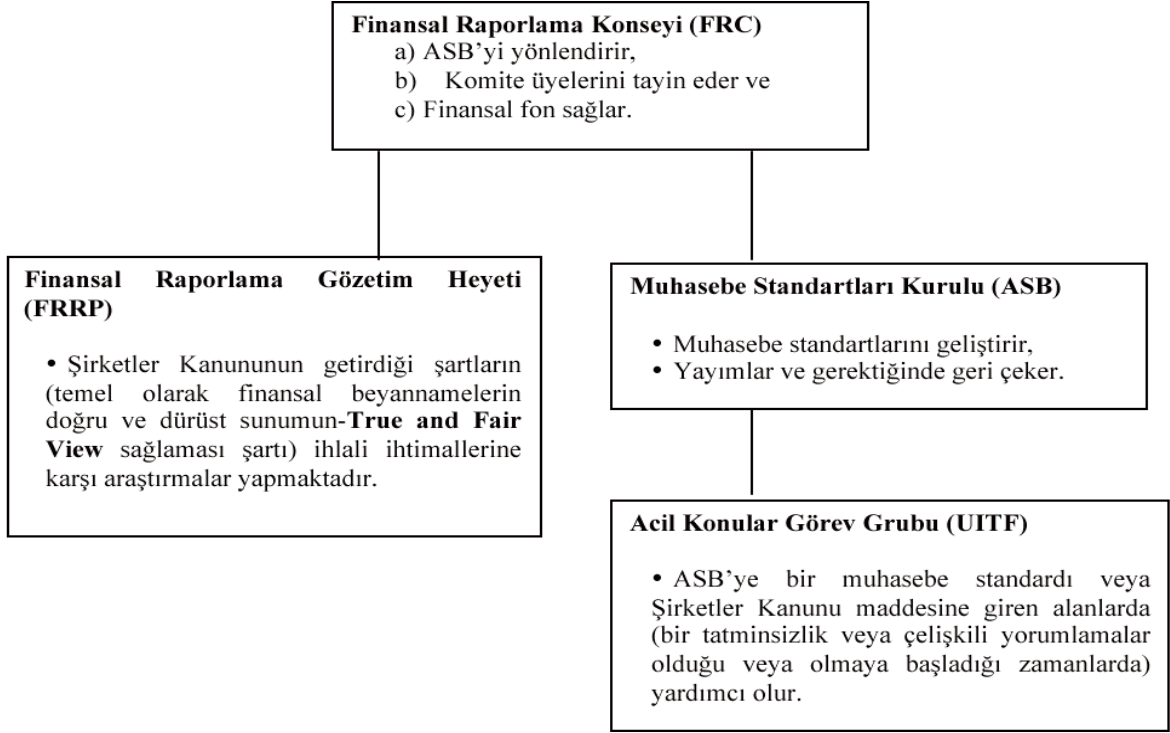 Finansal Raporlama Konseyi (FRC)
a) ASB’yi yönlendirir,
b) Komite üyelerini tayin eder ve
c) Finansal fon sağlar.
Finansal Raporlama Gözetim Heyeti
(FRRP)
• Şirketler Kanununun getirdiği şartların
(temel olarak finansal beyannamelerin
doğru ve dürüst sunumun-True and Fair
View sağlaması şartı) ihlali ihtimallerine
karşı araştırmalar yapmaktadır.
Muhasebe Standartları Kurulu (ASB)
• Muhasebe standartlarını geliştirir,
• Yayımlar ve gerektiğinde geri çeker.
Acil Konular Görev Grubu (UITF)
• ASB’ye bir muhasebe standardı veya
Şirketler Kanunu maddesine giren alanlarda
(bir tatminsizlik veya çelişkili yorumlamalar
olduğu veya olmaya başladığı zamanlarda)
yardımcı olur.